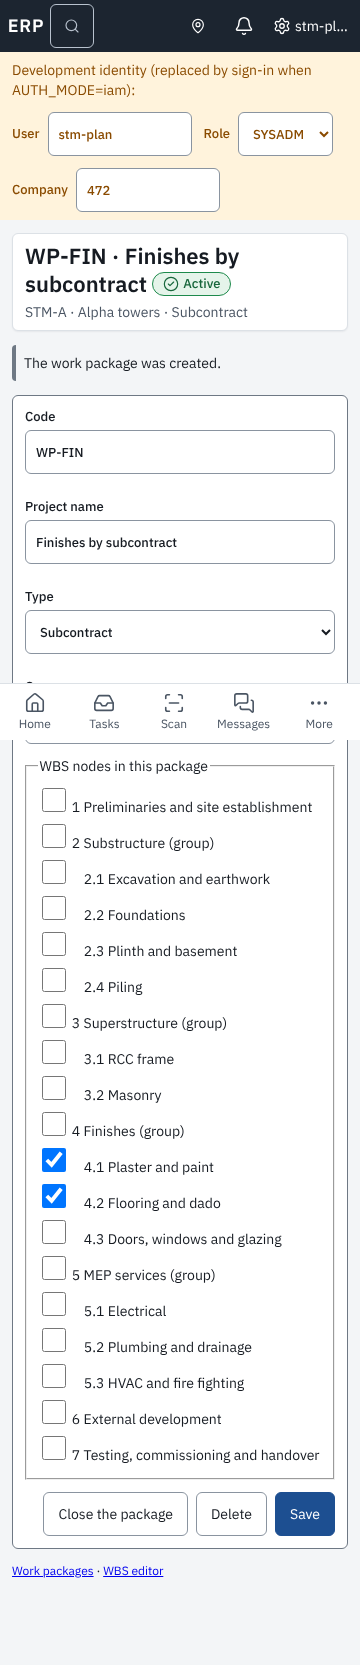 ERP
stm-pl...
Development identity (replaced by sign-in when
AUTH_MODE=iam):
User stm-plan Role SYSADM
Company 472
WP-FIN · Finishes by
subcontract Active
STM-A · Alpha towers · Subcontract
The work package was created.
Code
WP-FIN
Project name
Finishes by subcontract
Type
Subcontract
Home Tasks Scan Messages More
WBS nodes in this package
1 Preliminaries and site establishment
2 Substructure (group)
2.1 Excavation and earthwork
2.2 Foundations
2.3 Plinth and basement
2.4 Piling
3 Superstructure (group)
3.1 RCC frame
3.2 Masonry
4 Finishes (group)
4.1 Plaster and paint
4.2 Flooring and dado
4.3 Doors, windows and glazing
5 MEP services (group)
5.1 Electrical
5.2 Plumbing and drainage
5.3 HVAC and fire fighting
6 External development
7 Testing, commissioning and handover
Close the package Delete Save
Work packages · WBS editor